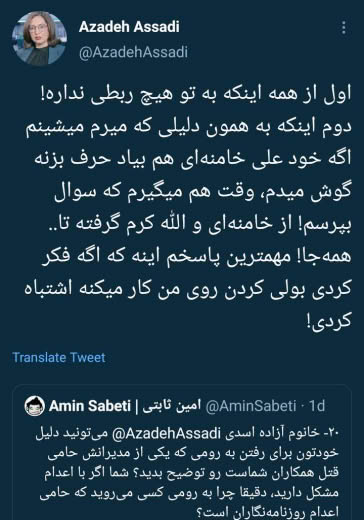 Azadeh Assadi
@AzadehAssadi
اول از همه اینکه به تو هیچ ربطی نداره!
دوم اینکه به همون دلیلی که میرم میشینم
اگه خود علی خامنه‌ای هم بیاد حرف بزنه
گوش میدم، وقت هم میگیرم که سوال
بپرسم! از خامنه‌ای و الله کرم گرفته تا..
همه‌جا! مهمترین پاسخم اینه که اگه فکر
کردی بولی کردن روی من کار میکنه اشتباه
کردی!
Translate Tweet
Amin Sabeti | امین ثابتی @AminSabeti · 1d
۲۰- خانوم آزاده اسدی @AzadehAssadi می‌تونید دلیل
خودتون برای رفتن به رومی که یکی از مدیرانش حامی
قتل همکاران شماست رو توضیح بدید؟ شما اگر با اعدام
مشکل دارید، دقیقا چرا به رومی کسی می‌روید که حامی
اعدام روزنامه‌نگاران است؟